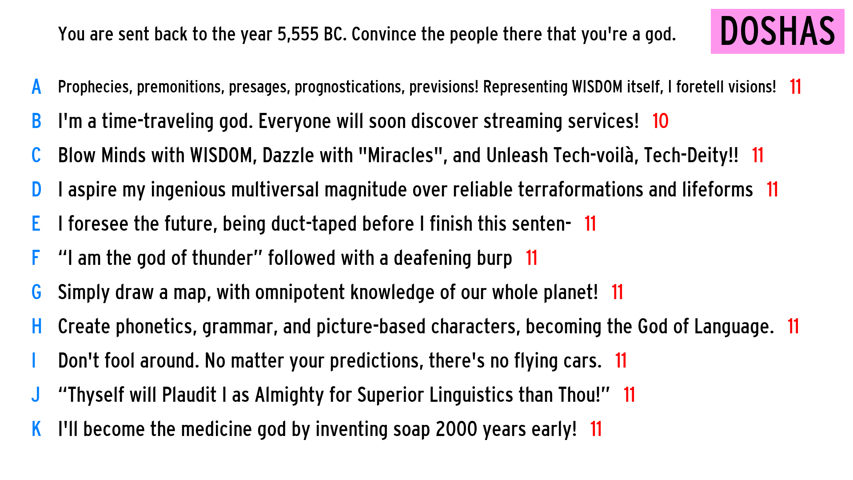 You are sent back to the year 5,555 BC. Convince the people there that you're a god.
DOSHAS
A Prophecies, premonitions, presages, prognostications, previsions! Representing WISDOM itself, I foretell visions! 11
B I'm a time-traveling god. Everyone will soon discover streaming services! 10
C Blow Minds with WISDOM, Dazzle with "Miracles", and Unleash Tech-voilà, Tech-Deity!! 11
D I aspire my ingenious multiversal magnitude over reliable terraformations and lifeforms 11
E I foresee the future, being duct-taped before I finish this senten- 11
F “I am the god of thunder” followed with a deafening burp 11
G Simply draw a map, with omnipotent knowledge of our whole planet! 11
H Create phonetics, grammar, and picture-based characters, becoming the God of Language. 11
I Don't fool around. No matter your predictions, there's no flying cars. 11
J “Thyself will Plaudit I as Almighty for Superior Linguistics than Thou!” 11
K I'll become the medicine god by inventing soap 2000 years early! 11